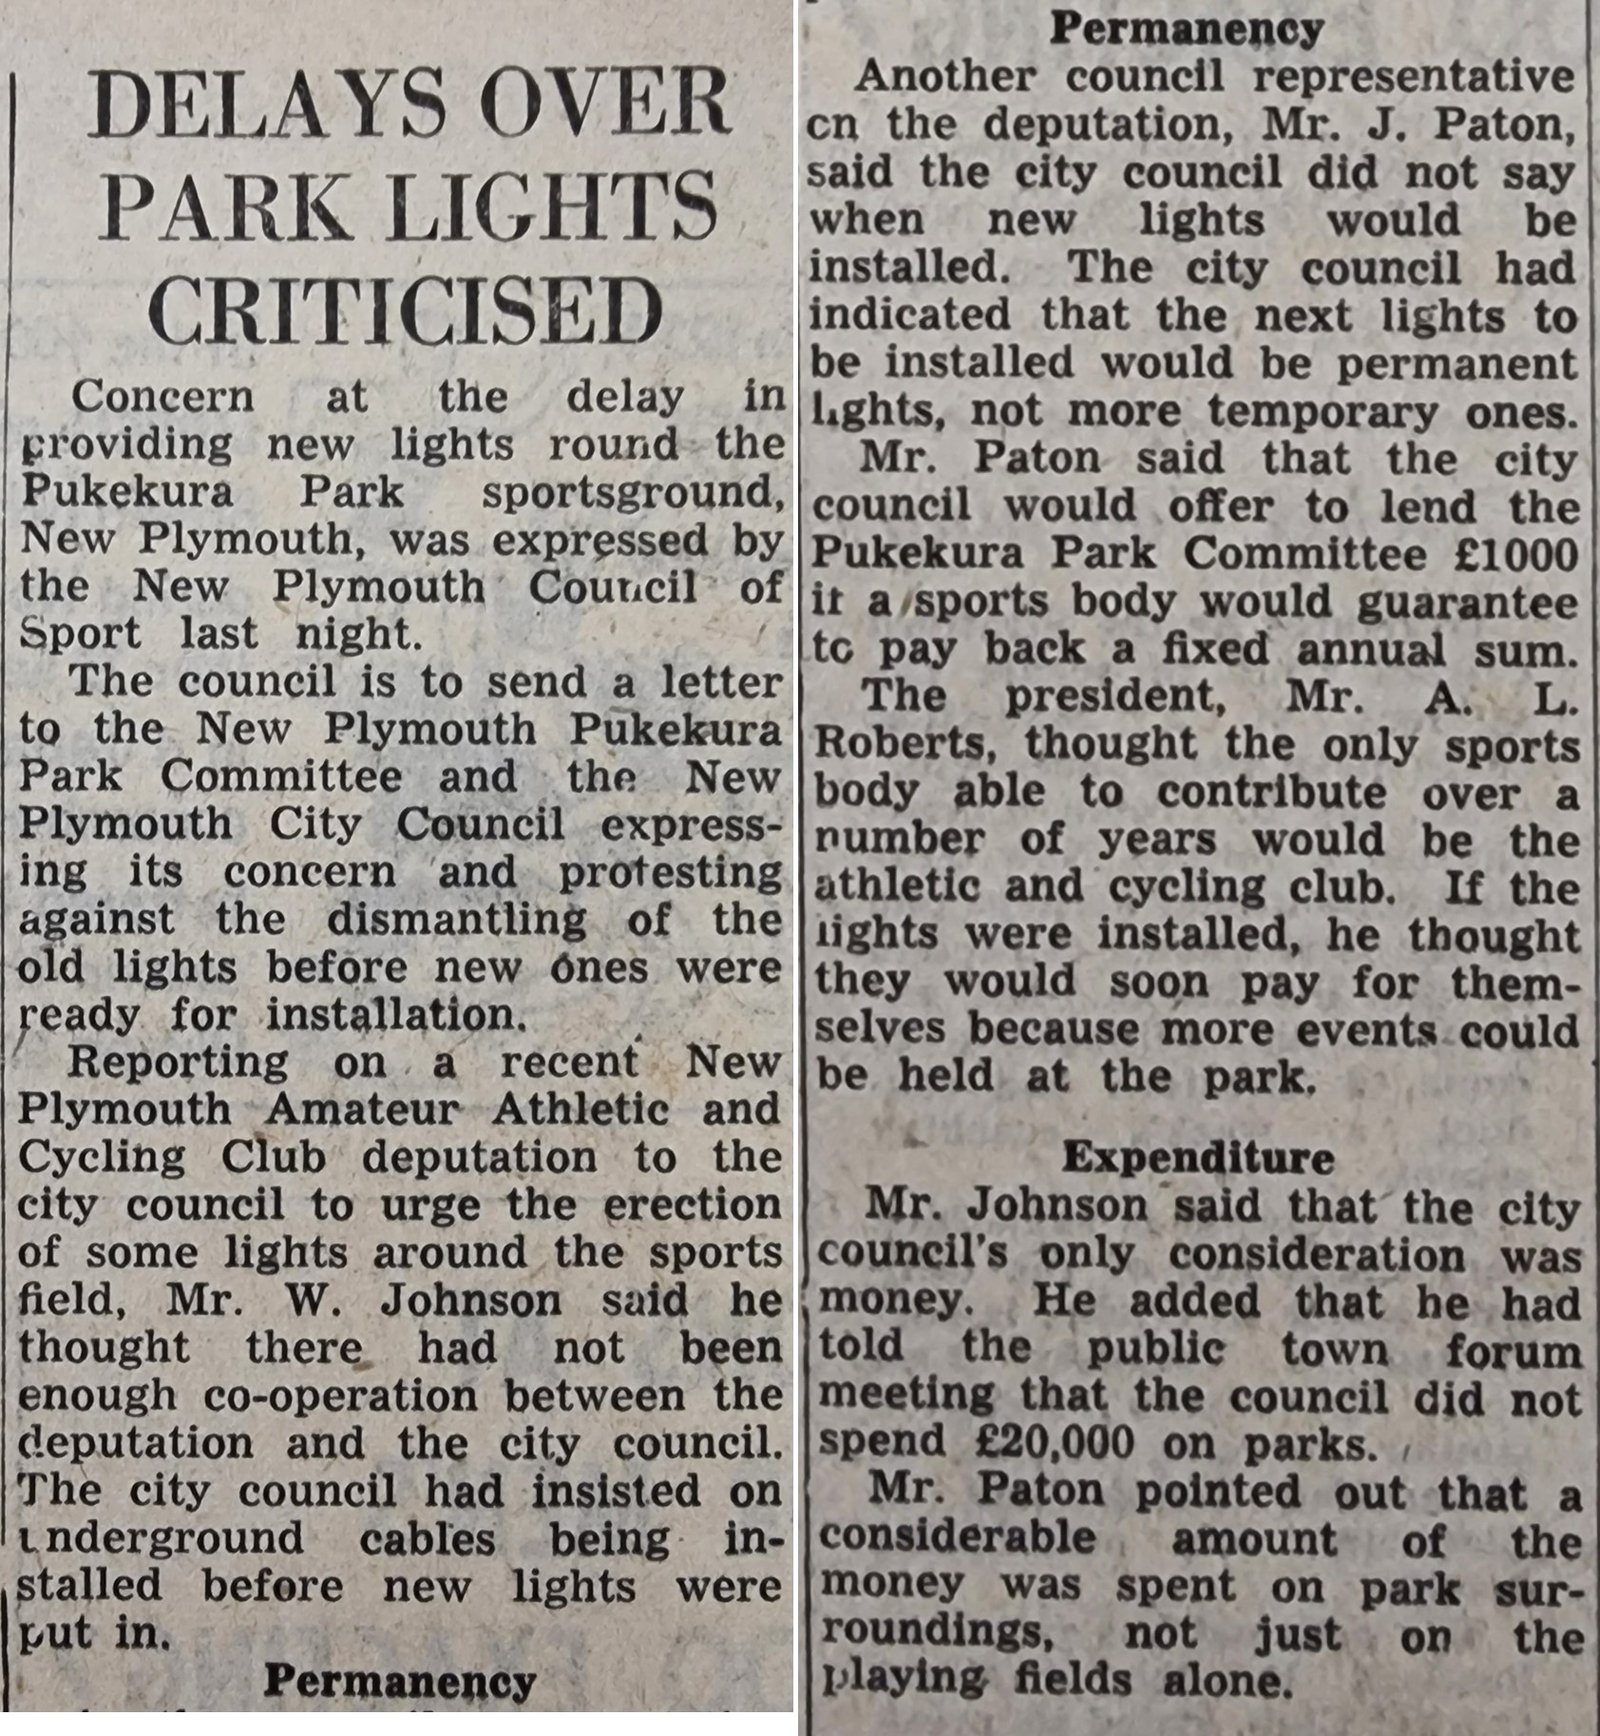 DELAYS OVER
PARK LIGHTS
CRITICISED
Concern at the delay in
providing new lights round the
Pukekura Park sportsground,
New Plymouth, was expressed by
the New Plymouth Council of
Sport last night.
The council is to send a letter
to the New Plymouth Pukekura
Park Committee and the New
Plymouth City Council express-
ing its concern and protesting
against the dismantling of the
old lights before new ones were
ready for installation.
Reporting on a recent New
Plymouth Amateur Athletic and
Cycling Club deputation to the
city council to urge the erection
of some lights around the sports
field, Mr. W. Johnson said he
thought there had not been
enough co-operation between the
deputation and the city council.
The city council had insisted on
underground cables being in-
stalled before new lights were
put in.
Permanency
Permanency
Another council representative
on the deputation, Mr. J. Paton,
said the city council did not say
when new lights would be
installed. The city council had
indicated that the next lights to
be installed would be permanent
lights, not more temporary ones.
Mr. Paton said that the city
council would offer to lend the
Pukekura Park Committee £1000
if a sports body would guarantee
to pay back a fixed annual sum.
The president, Mr. A. L.
Roberts, thought the only sports
body able to contribute over a
number of years would be the
athletic and cycling club. If the
lights were installed, he thought
they would soon pay for them-
selves because more events could
be held at the park.
Expenditure
Mr. Johnson said that the city
council's only consideration was
money. He added that he had
told the public town forum
meeting that the council did not
spend £20,000 on parks.
Mr. Paton pointed out that a
considerable amount of the
money was spent on park sur-
roundings, not just on the
playing fields alone.